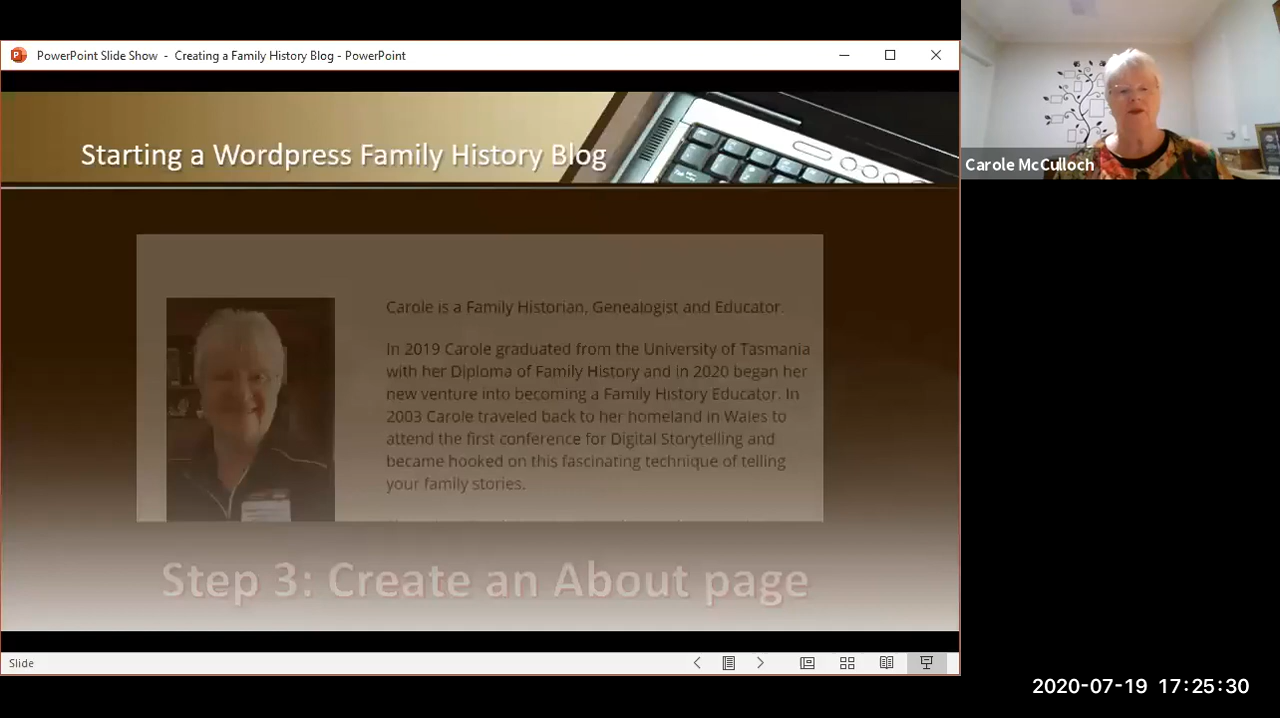 PowerPoint Slide Show - Creating a Family History Blog - PowerPoint
Starting a Wordpress Family History Blog
Carole McCulloch
Carole is a Family Historian, Genealogist and Educator.
In 2019 Carole graduated from the University of Tasmania
with her Diploma of Family History and in 2020 began her
new venture into becoming a Family History Educator. In
2003 Carole traveled back to her homeland in Wales to
attend the first conference for Digital Storytelling and
became hooked on this fascinating technique of telling
your family stories.
Step 3: Create an About page
Slide
2020-07-19 17:25:30